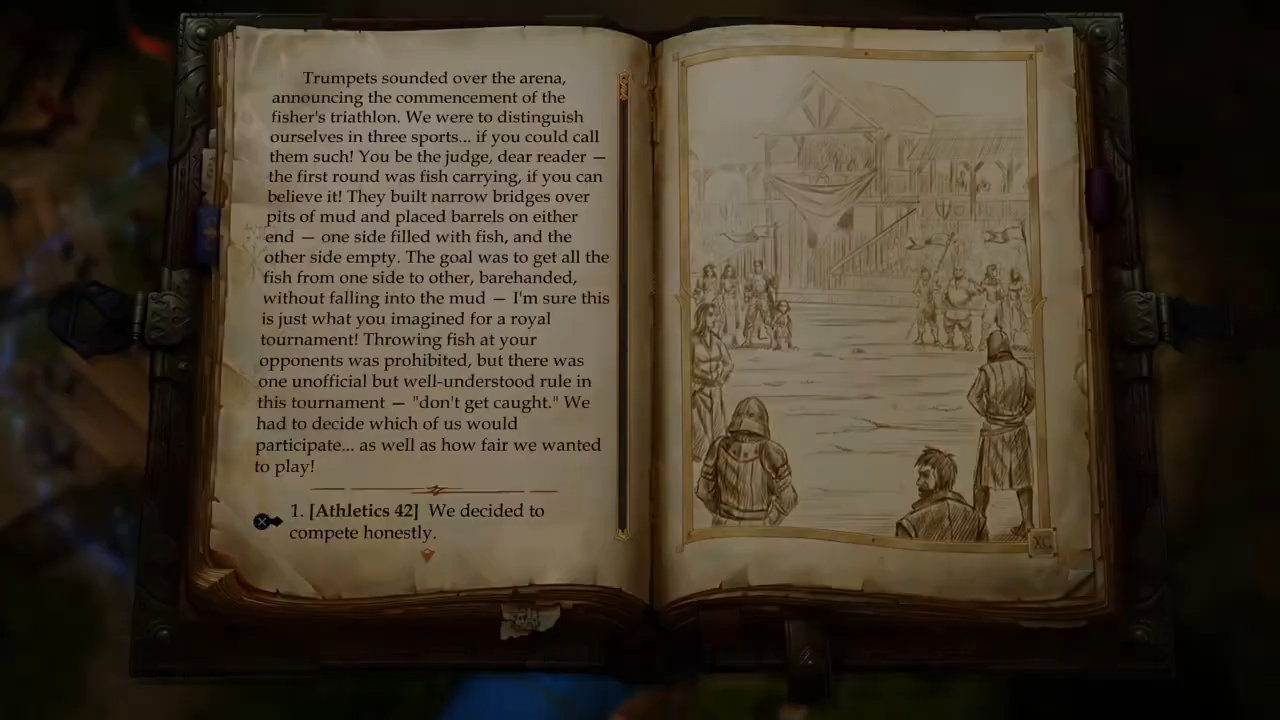 Trumpets sounded over the arena,
announcing the commencement of the
fisher's triathlon. We were to distinguish
ourselves in three sports... if you could call
them such! You be the judge, dear reader —
the first round was fish carrying, if you can
believe it! They built narrow bridges over
pits of mud and placed barrels on either
end — one side filled with fish, and the
other side empty. The goal was to get all the
fish from one side to other, barehanded,
without falling into the mud — I'm sure this
is just what you imagined for a royal
tournament! Throwing fish at your
opponents was prohibited, but there was
one unofficial but well-understood rule in
this tournament — "don't get caught." We
had to decide which of us would
participate... as well as how fair we wanted
to play!
1. [Athletics 42] We decided to
compete honestly.
XC